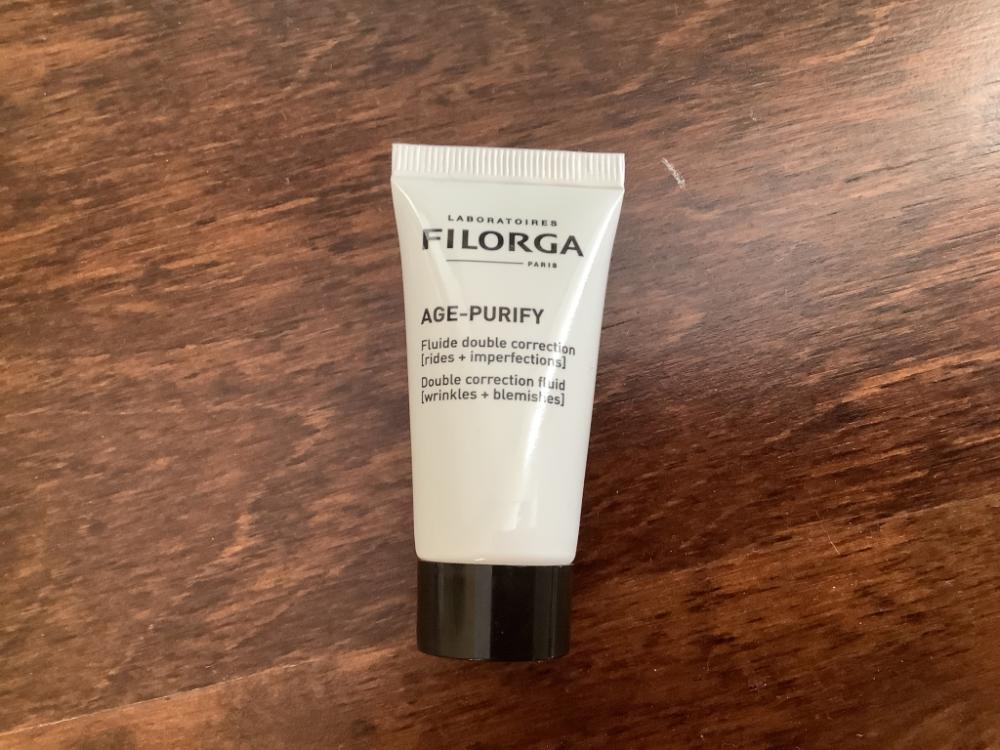 LABORATOIRES
FILORGA
PARIS
AGE-PURIFY
Fluide double correction
[rides + imperfections]
Double correction fluid
[wrinkles + blemishes]